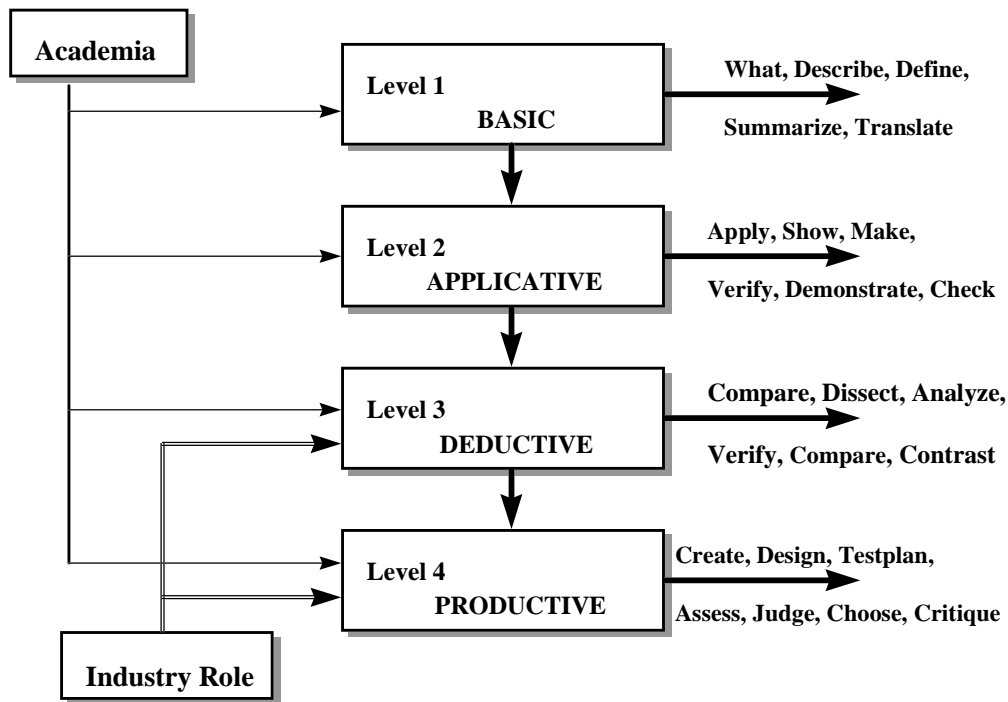 Academia
Level 1
BASIC
What, Describe, Define,
Summarize, Translate
Level 2
APPLICATIVE
Apply, Show, Make,
Verify, Demonstrate, Check
Level 3
DEDUCTIVE
Compare, Dissect, Analyze,
Verify, Compare, Contrast
Level 4
PRODUCTIVE
Create, Design, Testplan,
Assess, Judge, Choose, Critique
Industry Role